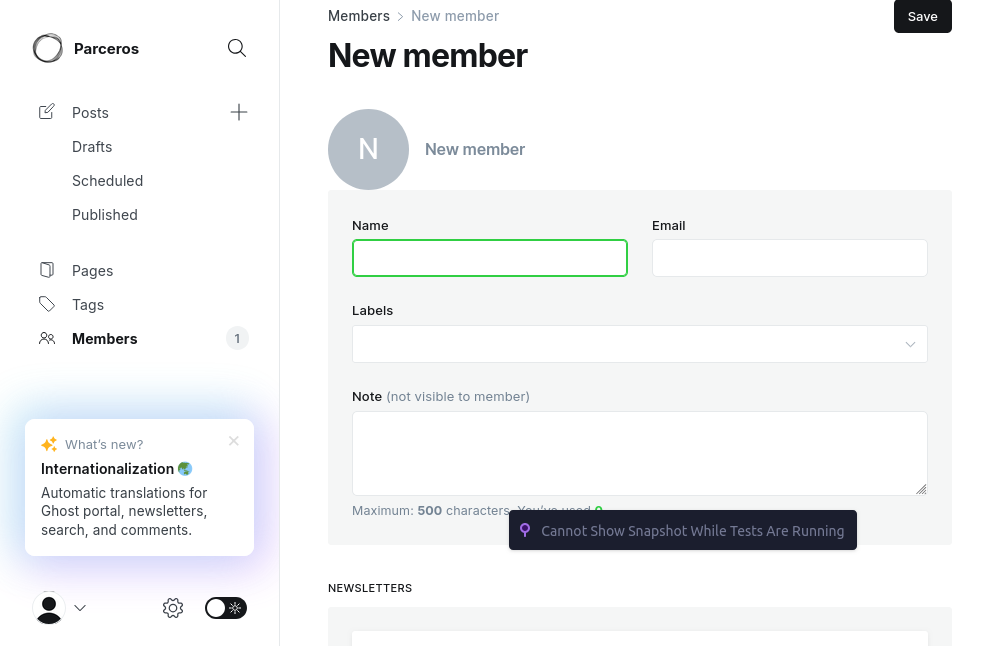 Parceros
Posts
Drafts
Scheduled
Published
Pages
Tags
Members
1
What's new?
Internationalization
Automatic translations for
Ghost portal, newsletters,
search, and comments.
Members > New member
Save
New member
N
New member
Name
Email
Labels
Note (not visible to member)
Maximum: 500 characters. You've used 0
Cannot Show Snapshot While Tests Are Running
NEWSLETTERS